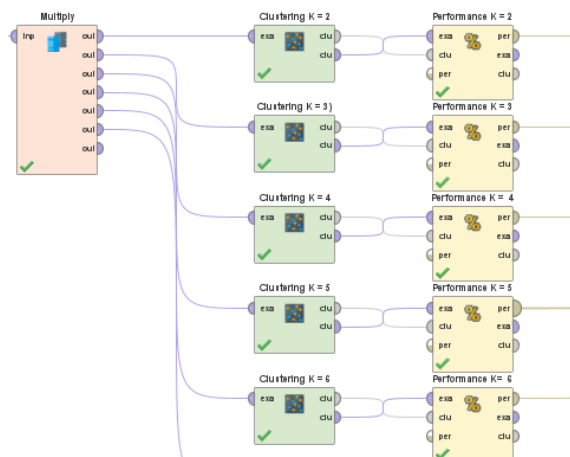 Multiply
inp
out
out
out
out
out
out
out
Clustering K = 2
exa clu
clu
Performance K = 2
exa per
clu exa
per clu
Clustering K = 3)
exa clu
clu
Performance K = 3
exa per
clu exa
per clu
Clustering K = 4
exa clu
clu
Performance K = 4
exa per
clu exa
per clu
Clustering K = 5
exa clu
clu
Performance K = 5
exa per
clu exa
per clu
Clustering K = 6
exa clu
clu
Performance K= 6
exa per
clu exa
per clu